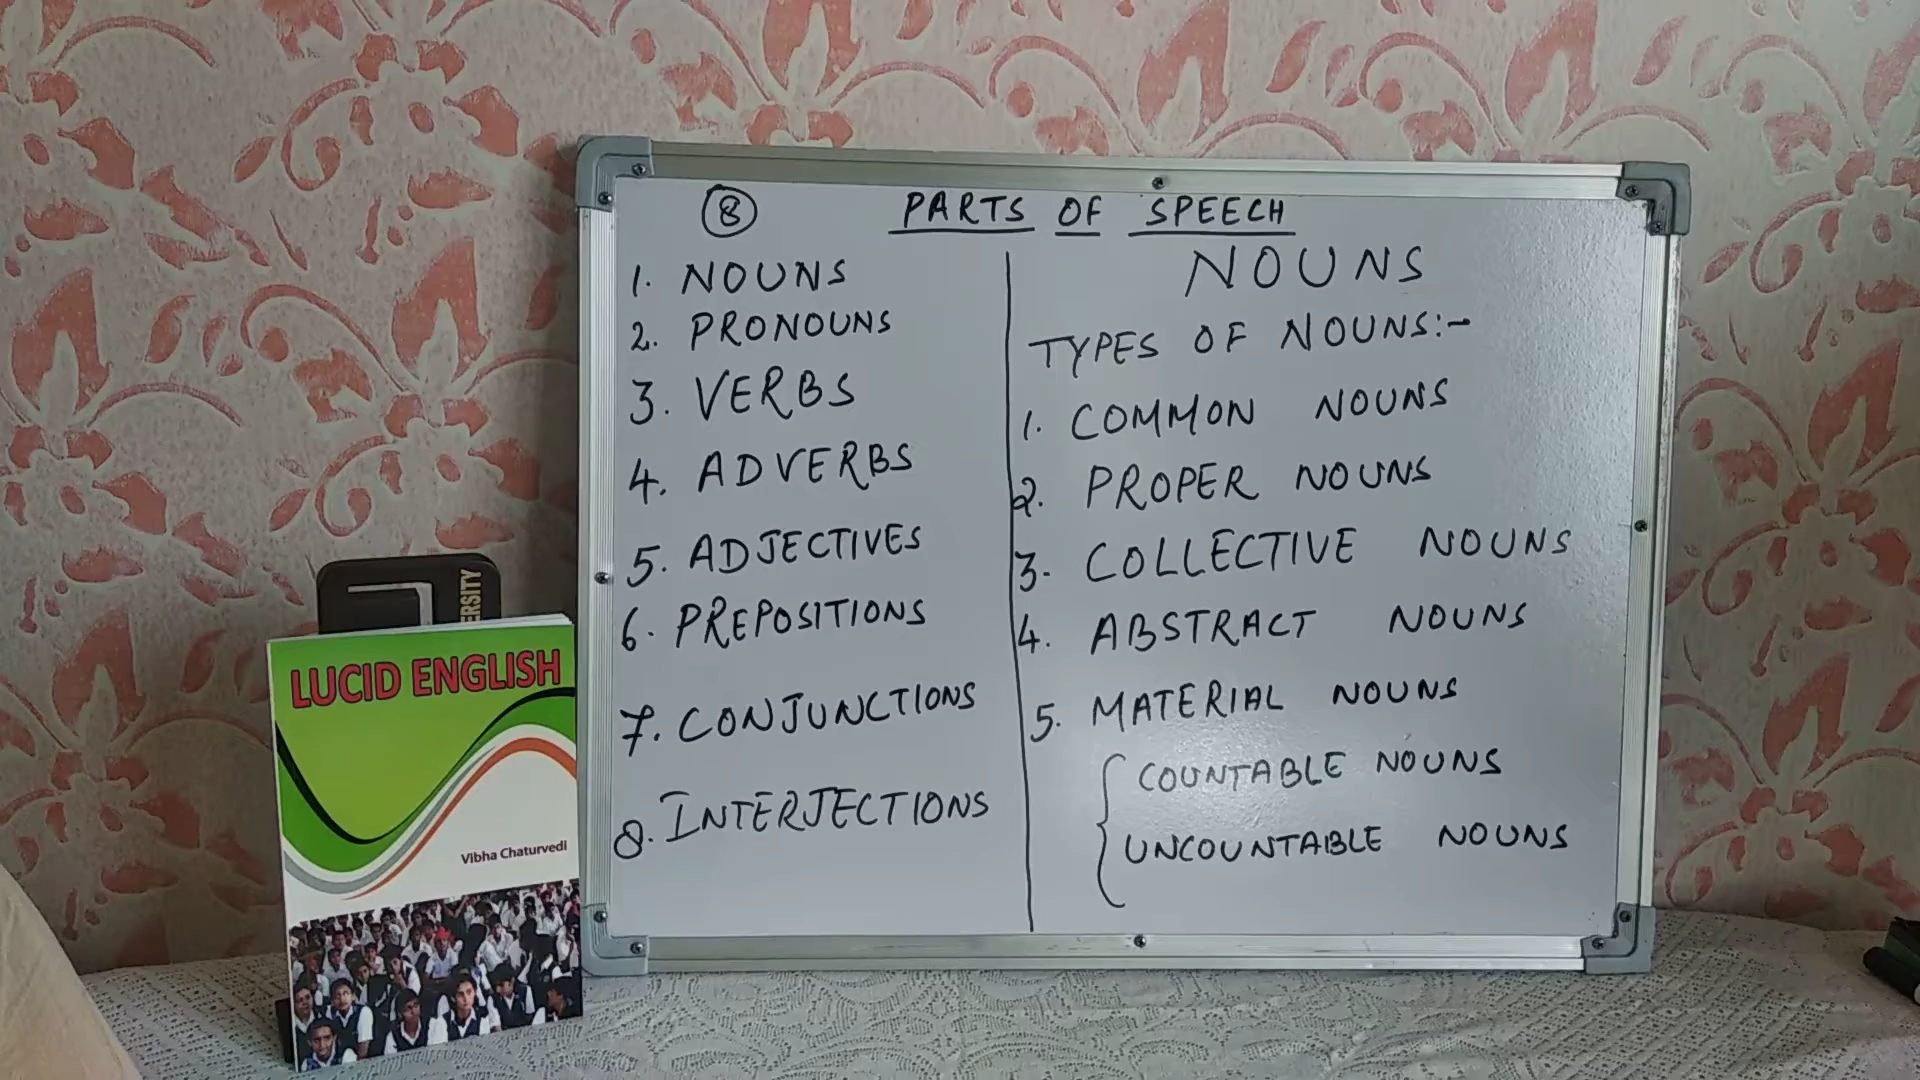 8 PARTS OF SPEECH
1. NOUNS
2. PRONOUNS
3. VERBS
4. ADVERBS
5. ADJECTIVES
6. PREPOSITIONS
7. CONJUNCTIONS
8. INTERJECTIONS
NOUNS
TYPES OF NOUNS:-
1. COMMON NOUNS
2. PROPER NOUNS
3. COLLECTIVE NOUNS
4. ABSTRACT NOUNS
5. MATERIAL NOUNS
COUNTABLE NOUNS
UNCOUNTABLE NOUNS
ERSITY
LUCID ENGLISH
Vibha Chaturvedi